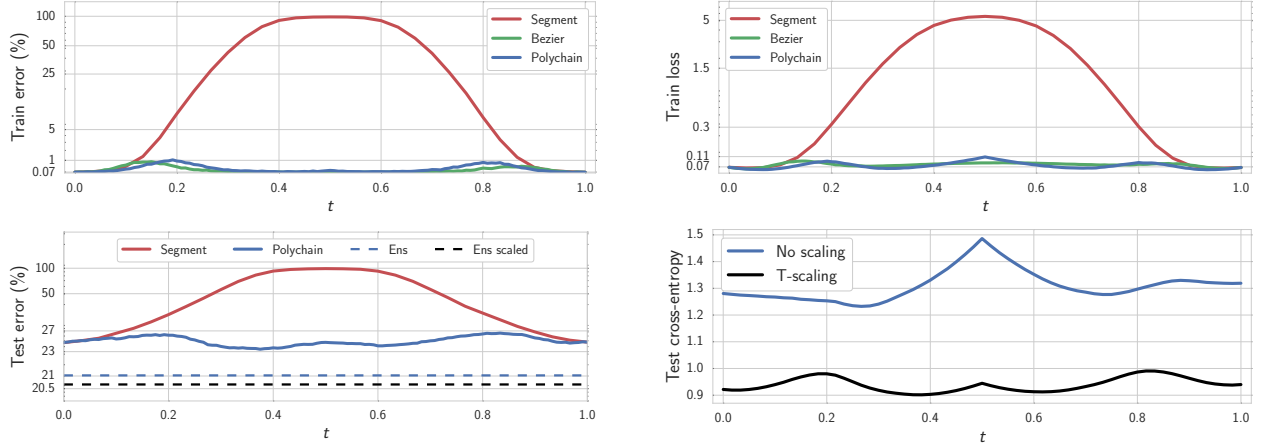 Train error (%)
100
50
25
5
1
0.07
Segment
Bezier
Polychain
0.0 0.2 0.4 0.6 0.8 1.0
t
Train loss
5
1.5
0.3
0.11
0.07
Segment
Bezier
Polychain
0.0 0.2 0.4 0.6 0.8 1.0
t
Test error (%)
Segment Polychain Ens Ens scaled
100
50
27
23
21
20.5
0.0 0.2 0.4 0.6 0.8 1.0
t
Test cross-entropy
1.5
1.4
1.3
1.2
1.1
1.0
0.9
No scaling
T-scaling
0.0 0.2 0.4 0.6 0.8 1.0
t